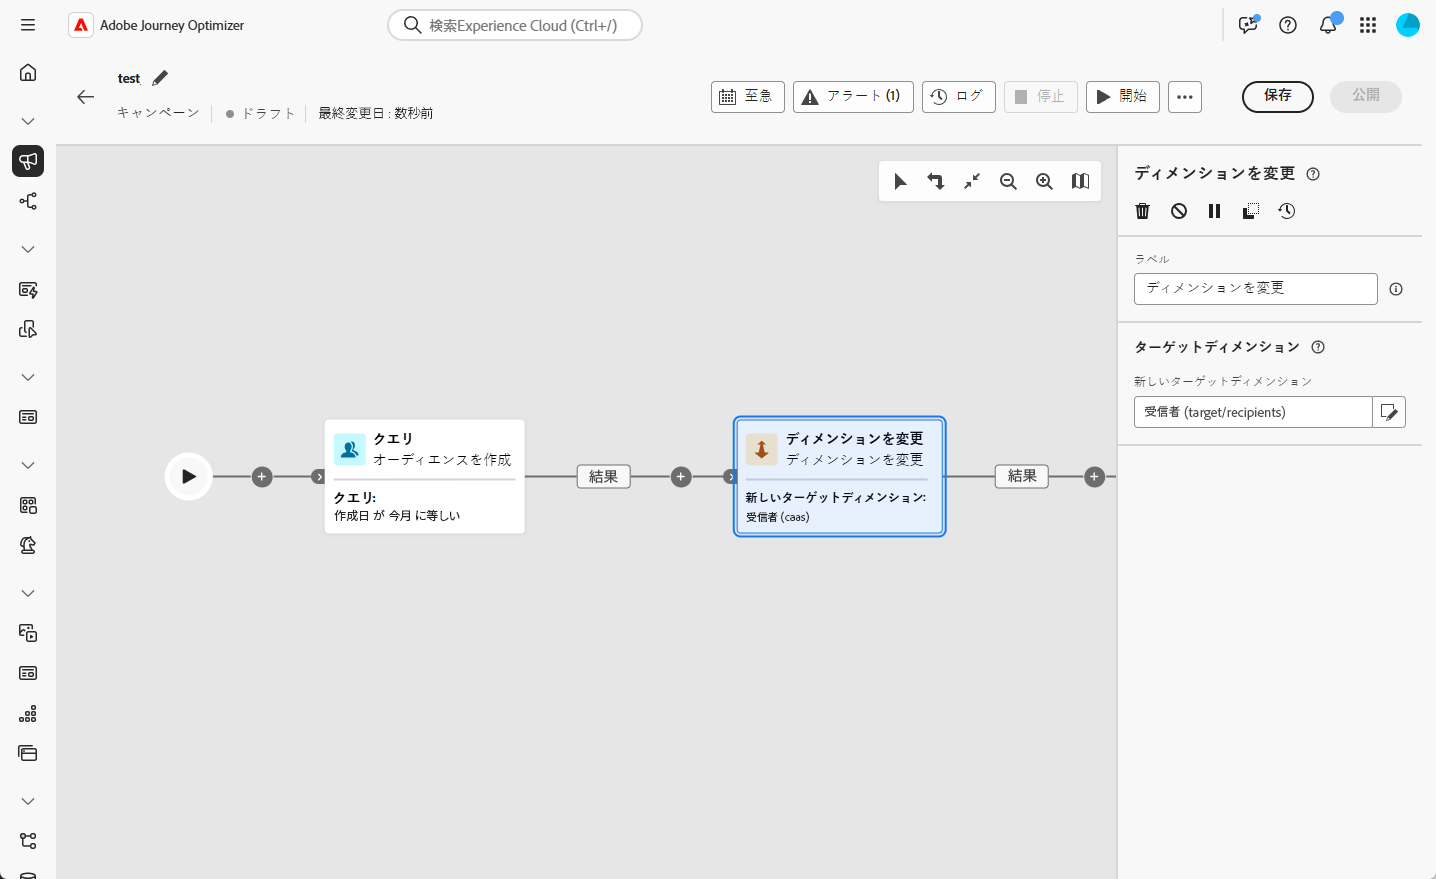 Adobe Journey Optimizer
検索Experience Cloud (Ctrl+/)
test
キャンペーン
ドラフト
最終変更日 : 数秒前
至急
アラート (1)
ログ
停止
開始
保存
公開
クエリ
オーディエンスを作成
クエリ:
作成日 が 今月 に等しい
結果
ディメンションを変更
ディメンションを変更
新しいターゲットディメンション:
受信者 (caas)
結果
ディメンションを変更
ラベル
ディメンションを変更
ターゲットディメンション
新しいターゲットディメンション
受信者 (target/recipients)